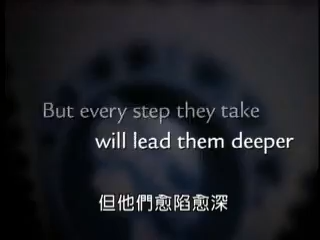 But every step they take
will lead them deeper
但他們愈陷愈深